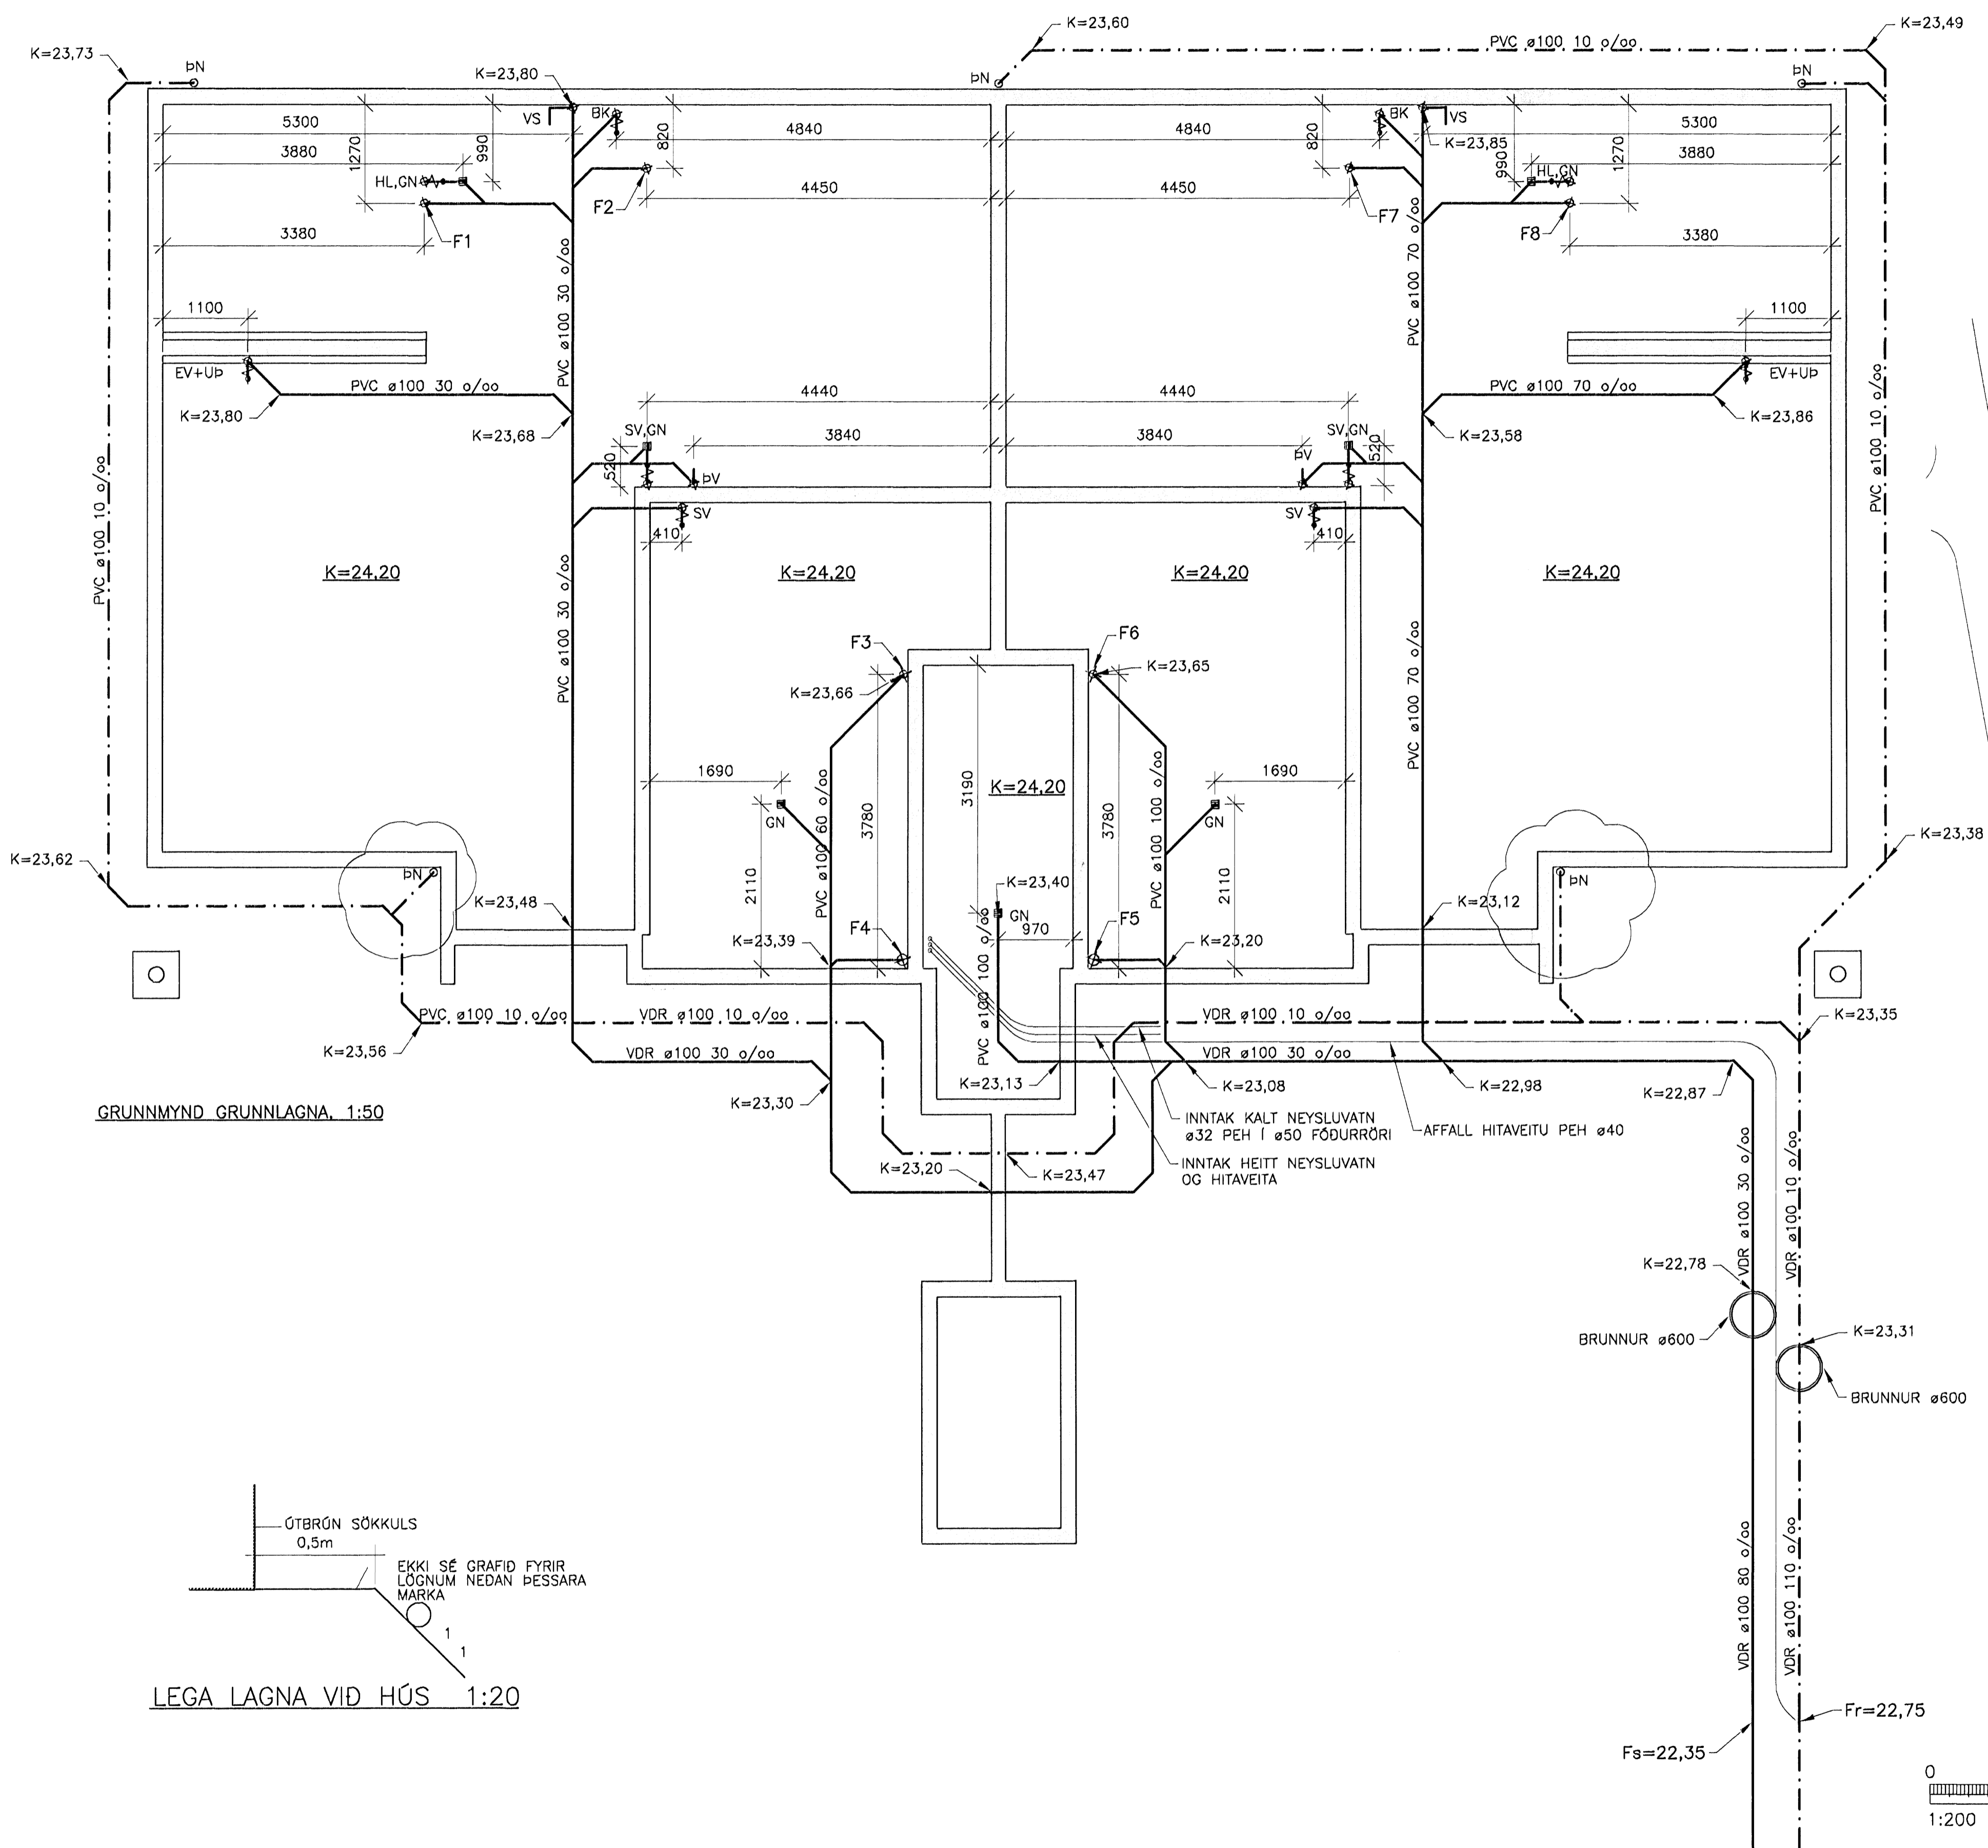 K=23,60
K=23,49
PVC ø100 10 o/oo
K=23,73
ÞN
K=23,80
ÞN
ÞN
VS
BK
BK
VS
5300
4840
4840
5300
820
820
K=23,85
3880
3880
1270
990
990
1270
HL,GN
HL,GN
4450
4450
F2
F7
F1
F8
3380
3380
PVC ø100 30 o/oo
PVC ø100 70 o/oo
1100
1100
EV+UÞ
EV+UÞ
PVC ø100 30 o/oo
PVC ø100 70 o/oo
K=23,80
K=23,86
4440
4440
K=23,68
K=23,58
SV,GN
3840
3840
SV,GN
520
520
ÞV
ÞV
SV
SV
410
410
PVC ø100 10 o/oo
PVC ø100 10 o/oo
K=24,20
K=24,20
K=24,20
K=24,20
PVC ø100 30 o/oo
PVC ø100 70 o/oo
F3
F6
K=23,66
K=23,65
1690
1690
3190
K=24,20
3780
3780
PVC ø100 60 o/oo
PVC ø100 100 o/oo
GN
GN
K=23,62
K=23,38
ÞN
ÞN
2110
2110
K=23,40
GN
K=23,48
K=23,12
F4
F5
970
K=23,39
K=23,20
PVC ø100 100 o/oo
PVC ø100 10 o/oo
VDR ø100 10 o/oo
VDR ø100 10 o/oo
K=23,35
K=23,56
VDR ø100 30 o/oo
VDR ø100 30 o/oo
K=23,13
K=23,08
K=22,98
K=22,87
K=23,30
GRUNNMYND GRUNNLAGNA, 1:50
INNTAK KALT NEYSLUVATN
ø32 PEH Í ø50 FÓÐURRÖRI
AFFALL HITAVEITU PEH ø40
INNTAK HEITT NEYSLUVATN
OG HITAVEITA
K=23,20
K=23,47
VDR ø100 30 o/oo
VDR ø100 10 o/oo
K=22,78
K=23,31
BRUNNUR ø600
BRUNNUR ø600
ÚTBRÚN SÖKKULS
0,5m
EKKI SÉ GRAFIÐ FYRIR
LÖGNUM NEÐAN ÞESSARA
MARKA
1
1
VDR ø100 80 o/oo
VDR ø100 110 o/oo
LEGA LAGNA VIÐ HÚS 1:20
Fr=22,75
Fs=22,35
0
1:200